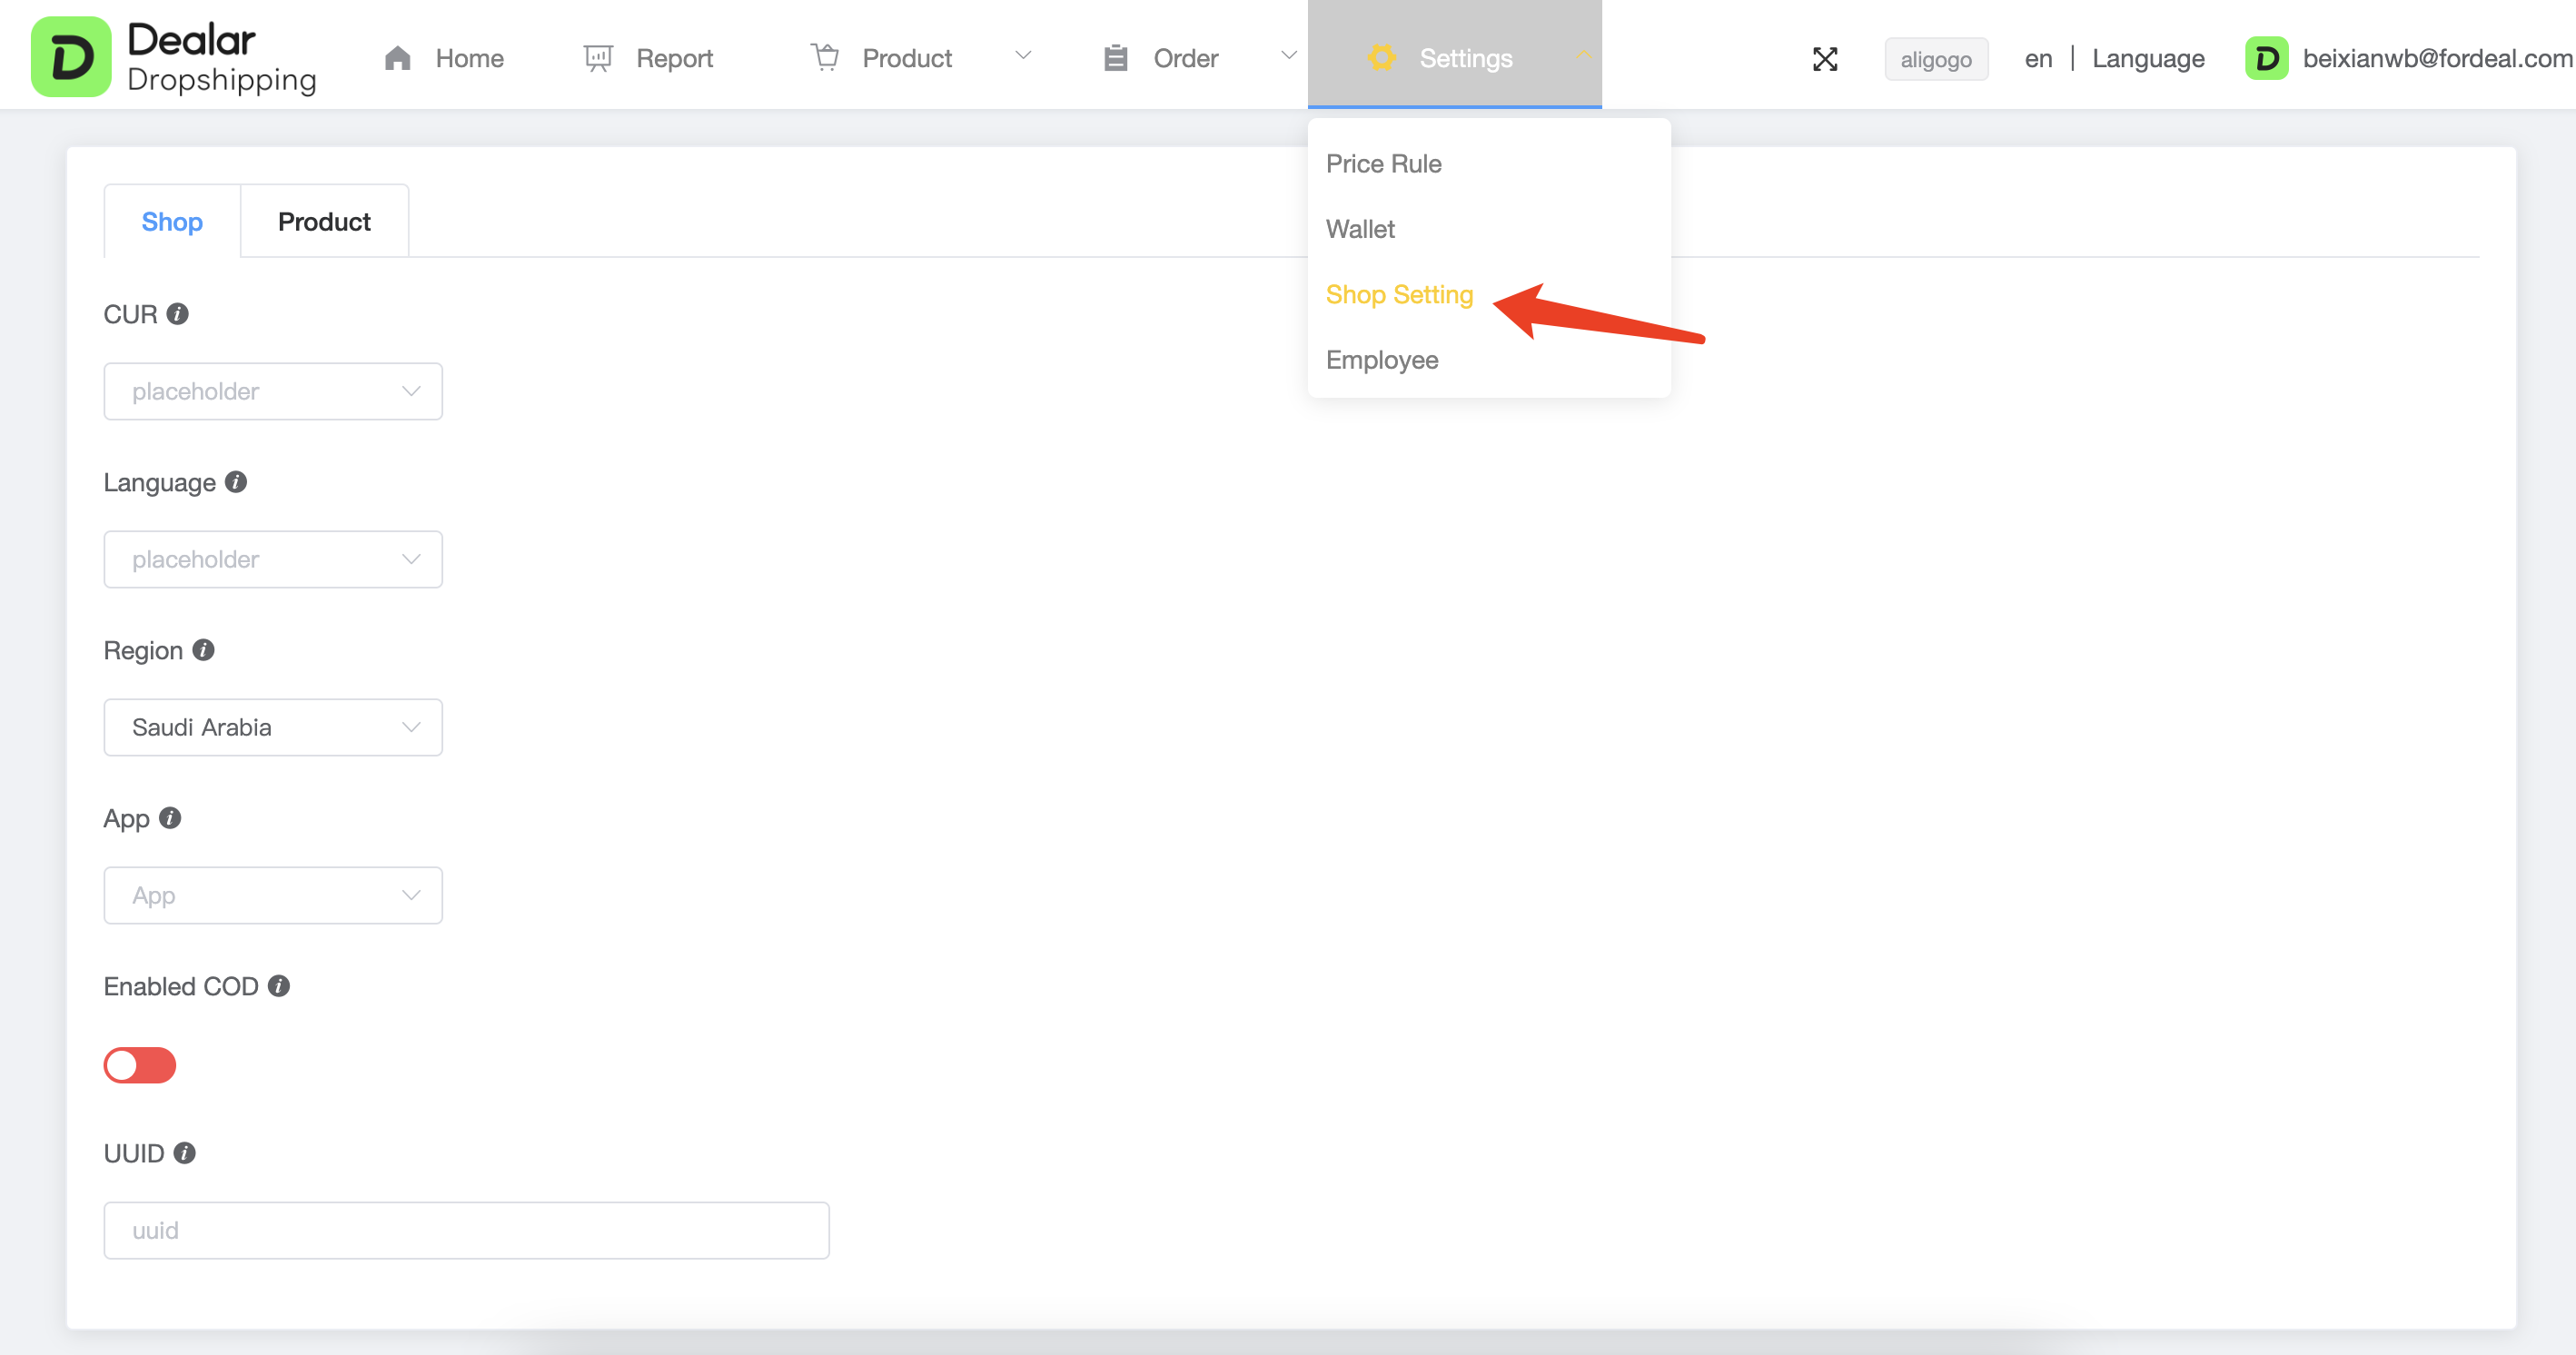 Dealar
Dropshipping
Home
Report
Product
Order
Settings
aligogo
en | Language
beixianwb@fordeal.com
Price Rule
Wallet
Shop Setting
Employee
Shop
Product
CUR
placeholder
Language
placeholder
Region
Saudi Arabia
App
App
Enabled COD
UUID
uuid